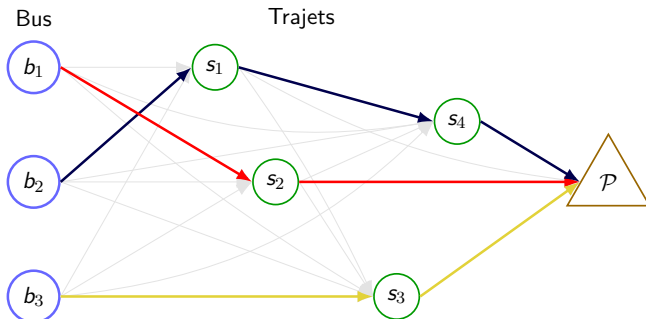 Bus
Trajets
b₁
s₁
s₄
b₂
s₂
𝒫
b₃
s₃